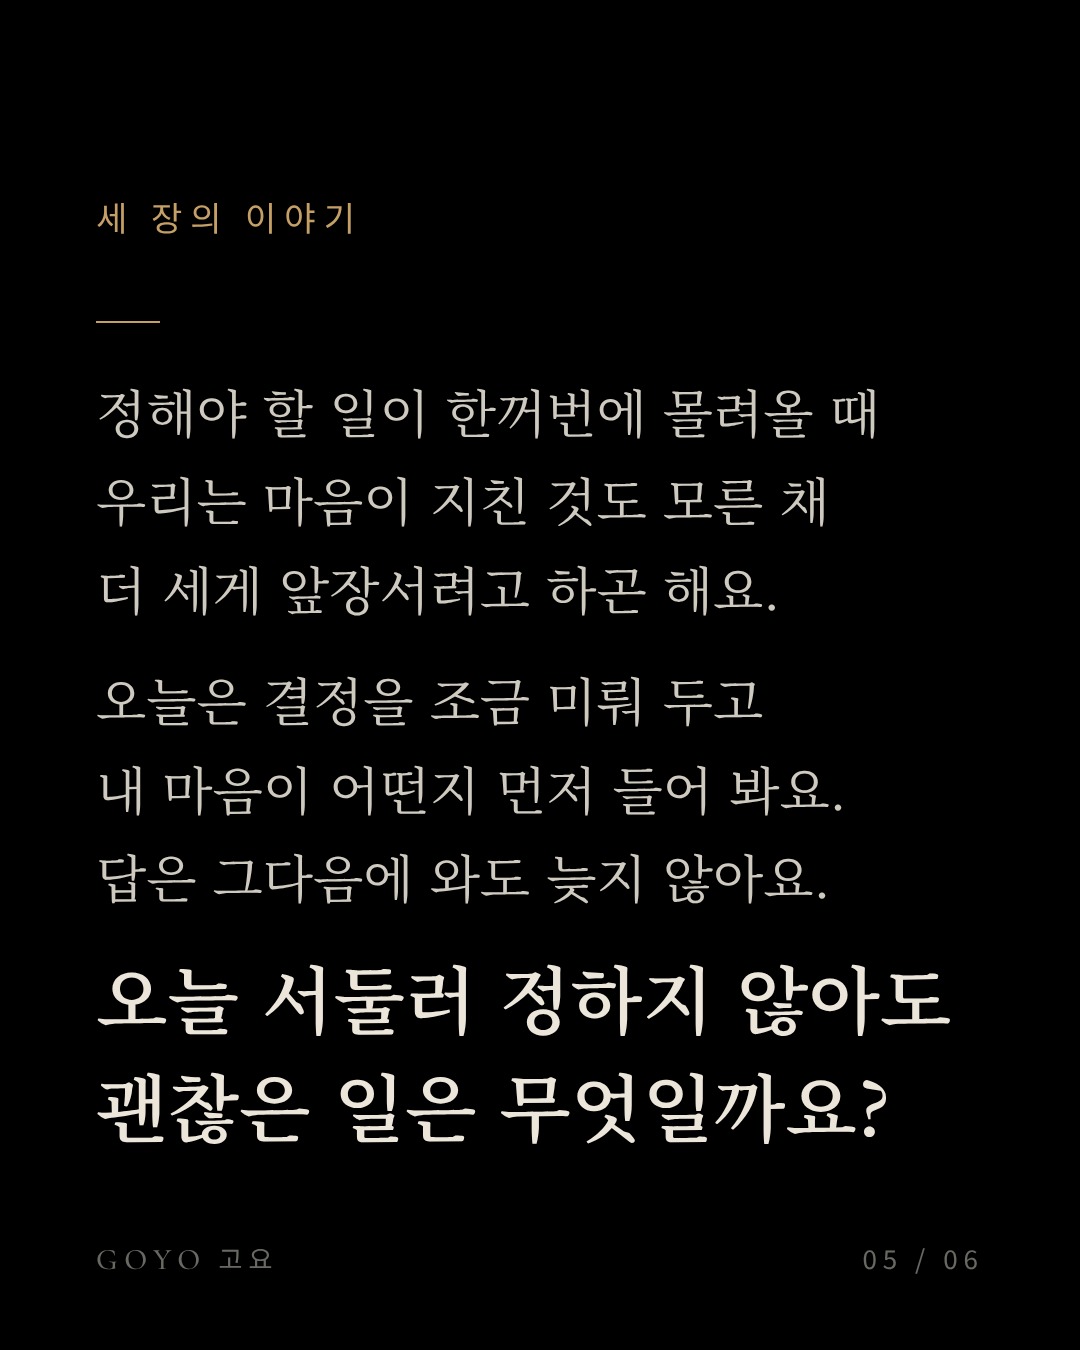 세 장의 이야기
정해야 할 일이 한꺼번에 몰려올 때
우리는 마음이 지친 것도 모른 채
더 세게 앞장서려고 하곤 해요.
오늘은 결정을 조금 미뤄 두고
내 마음이 어떤지 먼저 들어 봐요.
답은 그다음에 와도 늦지 않아요.
오늘 서둘러 정하지 않아도
괜찮은 일은 무엇일까요?
GOYO 고요
05 / 06